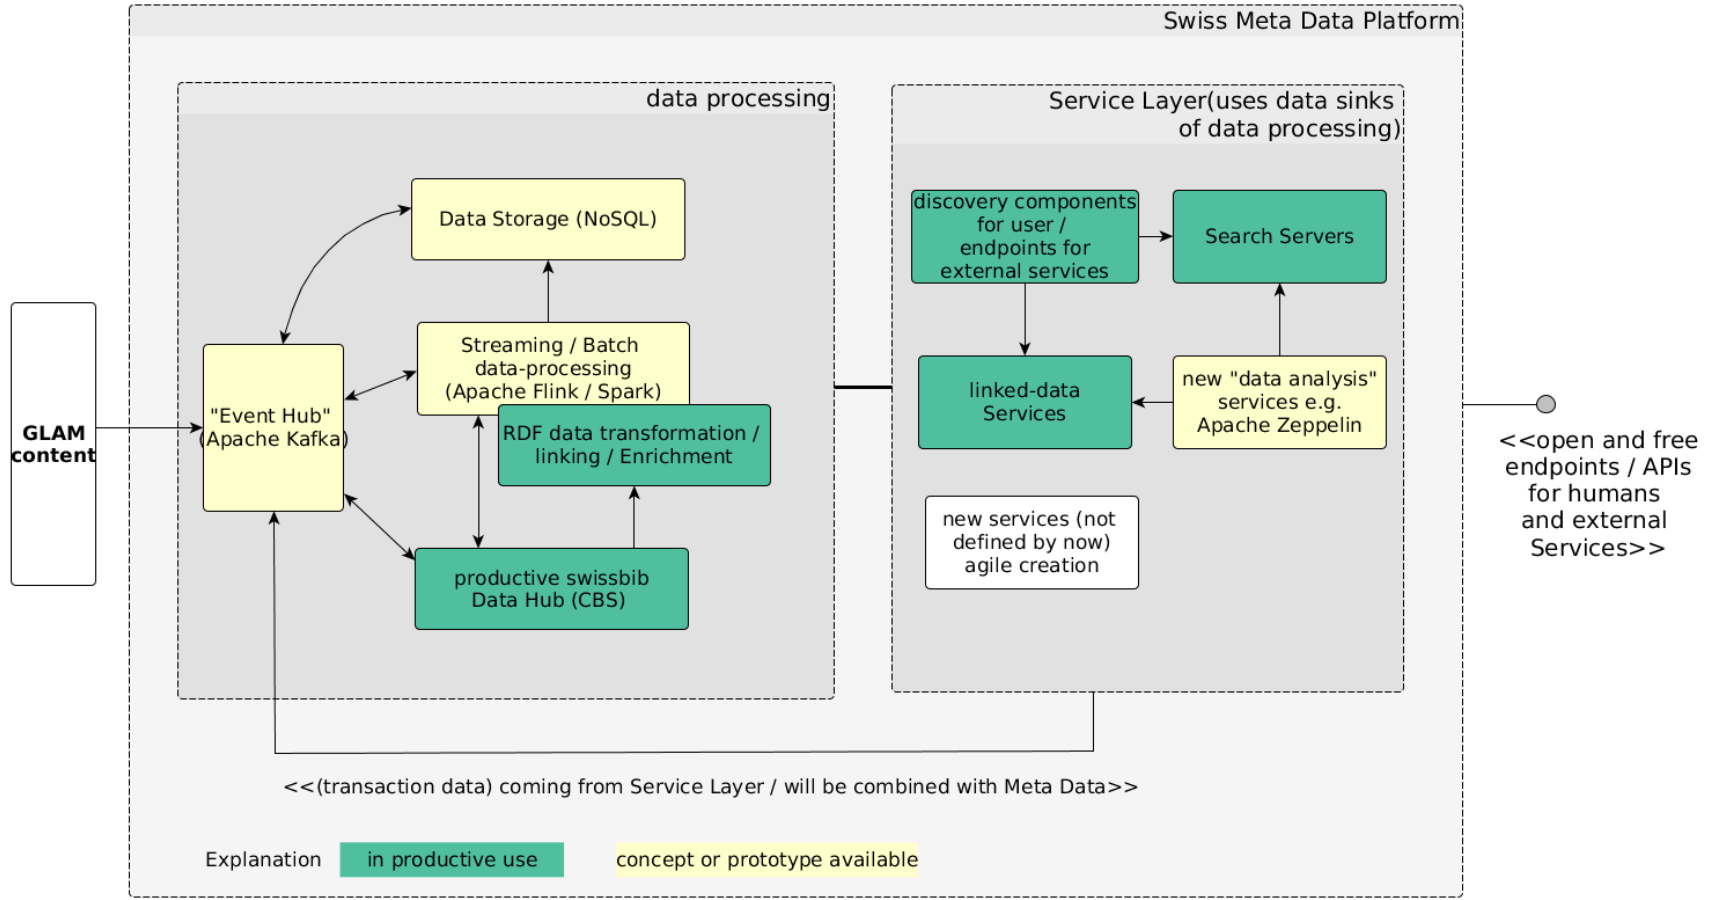 Swiss Meta Data Platform
data processing
Service Layer(uses data sinks
of data processing)
Data Storage (NoSQL)
Streaming / Batch
data-processing
(Apache Flink / Spark)
"Event Hub"
(Apache Kafka)
GLAM
content
RDF data transformation /
linking / Enrichment
productive swissbib
Data Hub (CBS)
discovery components
for user /
endpoints for
external services
Search Servers
linked-data
Services
new "data analysis"
services e.g.
Apache Zeppelin
new services (not
defined by now)
agile creation
<<open and free
endpoints / APIs
for humans
and external
Services>>
<<(transaction data) coming from Service Layer / will be combined with Meta Data>>
Explanation
in productive use
concept or prototype available